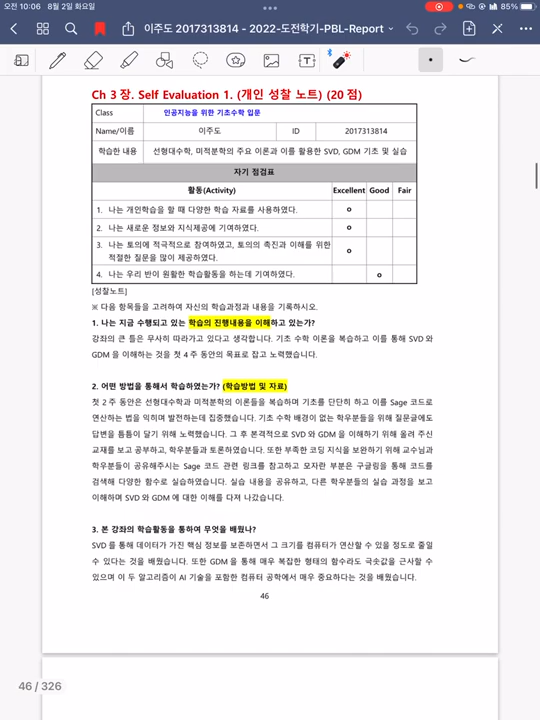 오전 10:06 8월 2일 화요일
85%
이주도 2017313814 - 2022-도전학기-PBL-Report
Ch 3 장. Self Evaluation 1. (개인 성찰 노트) (20 점)
Class 인공지능을 위한 기초수학 입문
Name/이름 이주도 ID 2017313814
학습한 내용 선형대수학, 미적분학의 주요 이론과 이를 활용한 SVD, GDM 기초 및 실습
자기 점검표
활동(Activity) Excellent Good Fair
1. 나는 개인학습을 할 때 다양한 학습 자료를 사용하였다. o
2. 나는 새로운 정보와 지식제공에 기여하였다. o
3. 나는 토의에 적극적으로 참여하였고, 토의의 촉진과 이해를 위한
적절한 질문을 많이 제공하였다. o
4. 나는 우리 반이 원활한 학습활동을 하는데 기여하였다. o
[성찰노트]
※ 다음 항목들을 고려하여 자신의 학습과정과 내용을 기록하시오.
1. 나는 지금 수행되고 있는 학습의 진행내용을 이해하고 있는가?
강좌의 큰 틀은 무사히 따라가고 있다고 생각합니다. 기초 수학 이론을 복습하고 이를 통해 SVD 와
GDM 을 이해하는 것을 첫 4 주 동안의 목표로 잡고 노력했습니다.
2. 어떤 방법을 통해서 학습하였는가? (학습방법 및 자료)
첫 2 주 동안은 선형대수학과 미적분학의 이론들을 복습하며 기초를 단단히 하고 이를 Sage 코드로
연산하는 법을 익히며 발전하는데 집중했습니다. 기초 수학 배경이 없는 학우분들을 위해 질문글에도
답변을 틈틈이 달기 위해 노력했습니다. 그 후 본격적으로 SVD 와 GDM 을 이해하기 위해 올려 주신
교재를 보고 공부하고, 학우분들과 토론하였습니다. 또한 부족한 코딩 지식을 보완하기 위해 교수님과
학우분들이 공유해주시는 Sage 코드 관련 링크를 참고하고 모자란 부분은 구글링을 통해 코드를
검색해 다양한 함수로 실습하였습니다. 실습 내용을 공유하고, 다른 학우분들의 실습 과정을 보고
이해하며 SVD 와 GDM 에 대한 이해를 다져 나갔습니다.
3. 본 강좌의 학습활동을 통하여 무엇을 배웠나?
SVD 를 통해 데이터가 가진 핵심 정보를 보존하면서 그 크기를 컴퓨터가 연산할 수 있을 정도로 줄일
수 있다는 것을 배웠습니다. 또한 GDM 을 통해 매우 복잡한 형태의 함수라도 극솟값을 근사할 수
있으며 이 두 알고리즘이 AI 기술을 포함한 컴퓨터 공학에서 매우 중요하다는 것을 배웠습니다.
46
46 / 326